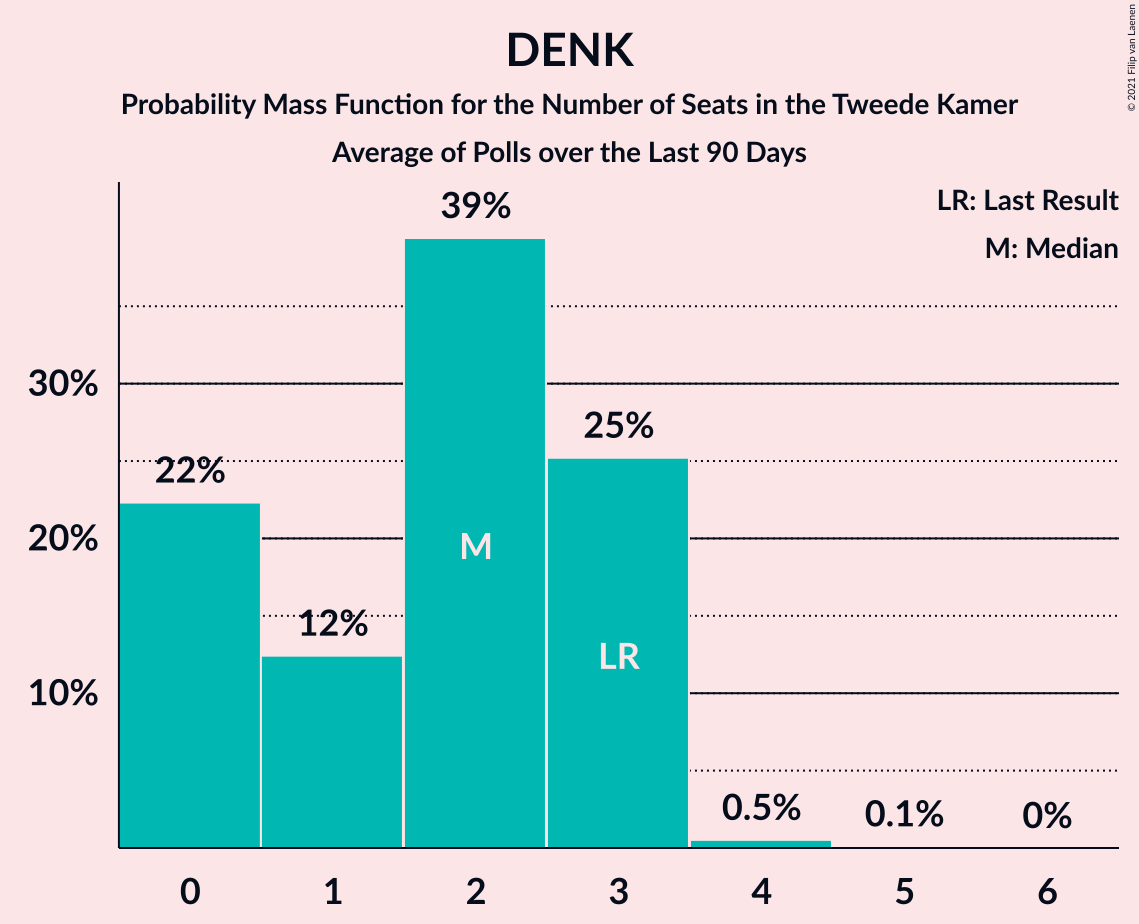 DENK
Probability Mass Function for the Number of Seats in the Tweede Kamer
Average of Polls over the Last 90 Days
© 2021 Filip van Laenen
LR: Last Result
M: Median
39%
30%
25%
22%
20%
M
12%
LR
10%
0.5%
0.1%
0%
0 1 2 3 4 5 6